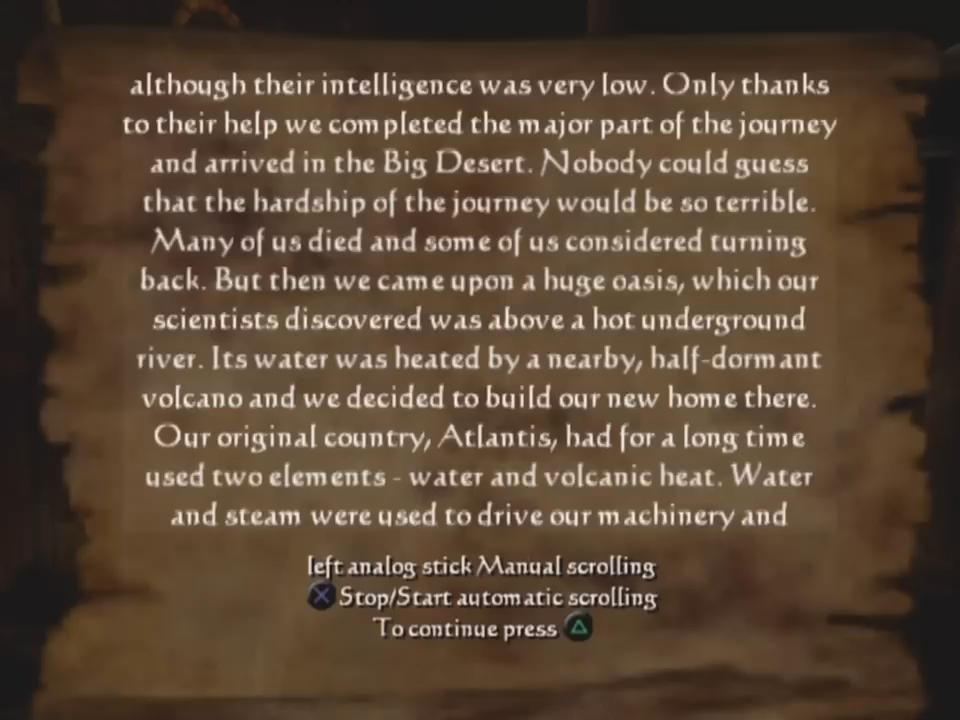 although their intelligence was very low. Only thanks
to their help we completed the major part of the journey
and arrived in the Big Desert. Nobody could guess
that the hardship of the journey would be so terrible.
Many of us died and some of us considered turning
back. But then we came upon a huge oasis, which our
scientists discovered was above a hot underground
river. Its water was heated by a nearby, half-dormant
volcano and we decided to build our new home there.
Our original country, Atlantis, had for a long time
used two elements - water and volcanic heat. Water
and steam were used to drive our machinery and
left analog stick Manual scrolling
Stop/Start automatic scrolling
To continue press